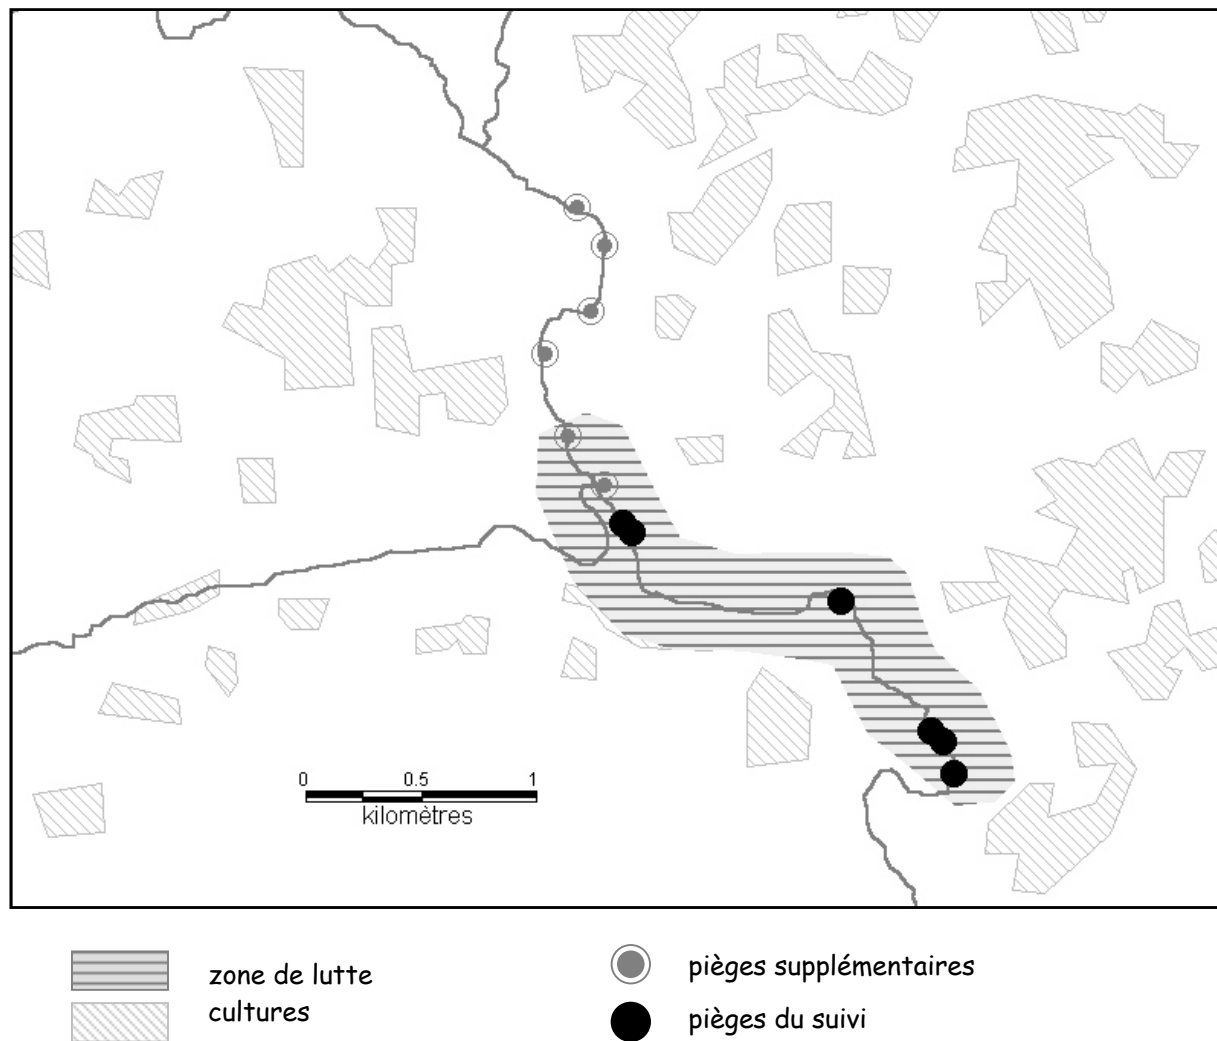 0 0.5 1
kilomètres
zone de lutte
cultures
pièges supplémentaires
pièges du suivi